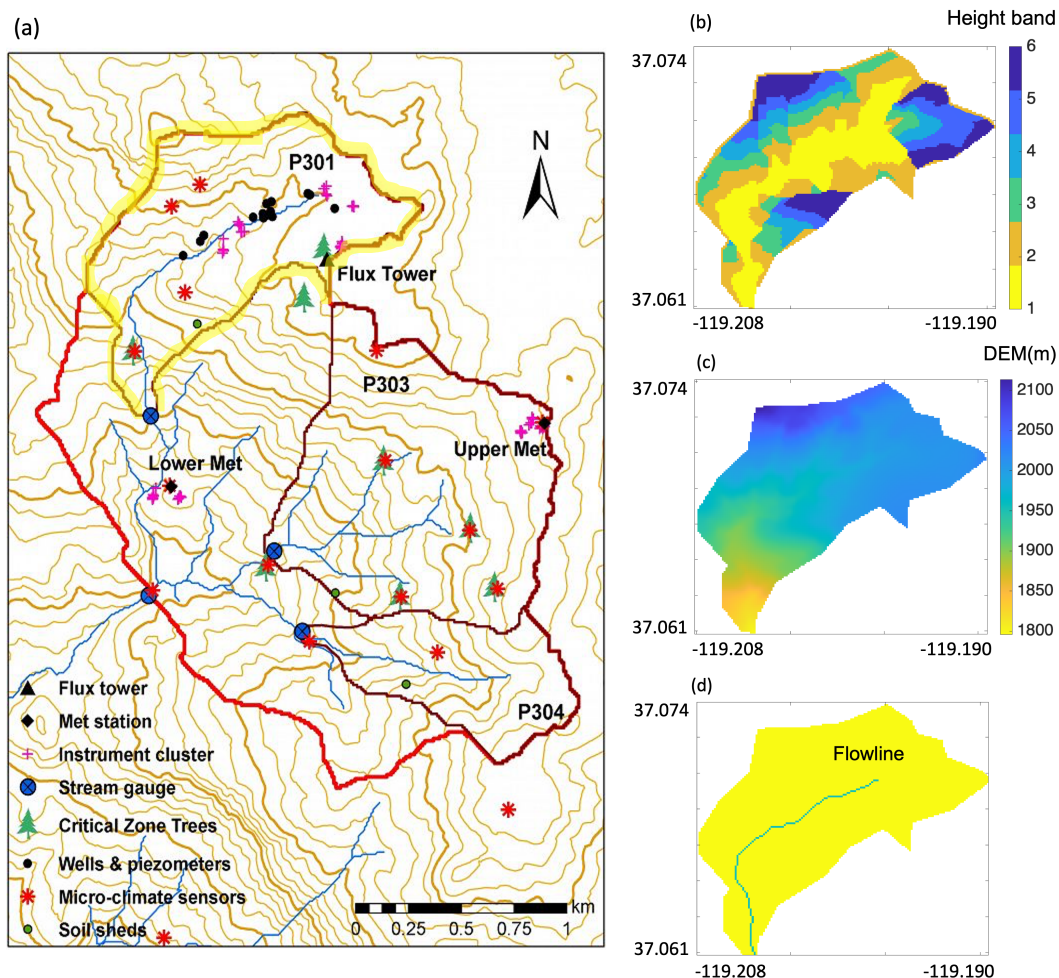 (a)
N
P301
Flux Tower
P303
Upper Met
Lower Met
P304
Flux tower
Met station
Instrument cluster
Stream gauge
Critical Zone Trees
Wells & piezometers
Micro-climate sensors
Soil sheds
km
0 0.25 0.5 0.75 1
(b)
Height band
37.074
37.061
-119.208 -119.190
6
5
4
3
2
1
(c)
DEM(m)
37.074
37.061
-119.208 -119.190
2100
2050
2000
1950
1900
1850
1800
(d)
37.074
Flowline
37.061
-119.208 -119.190